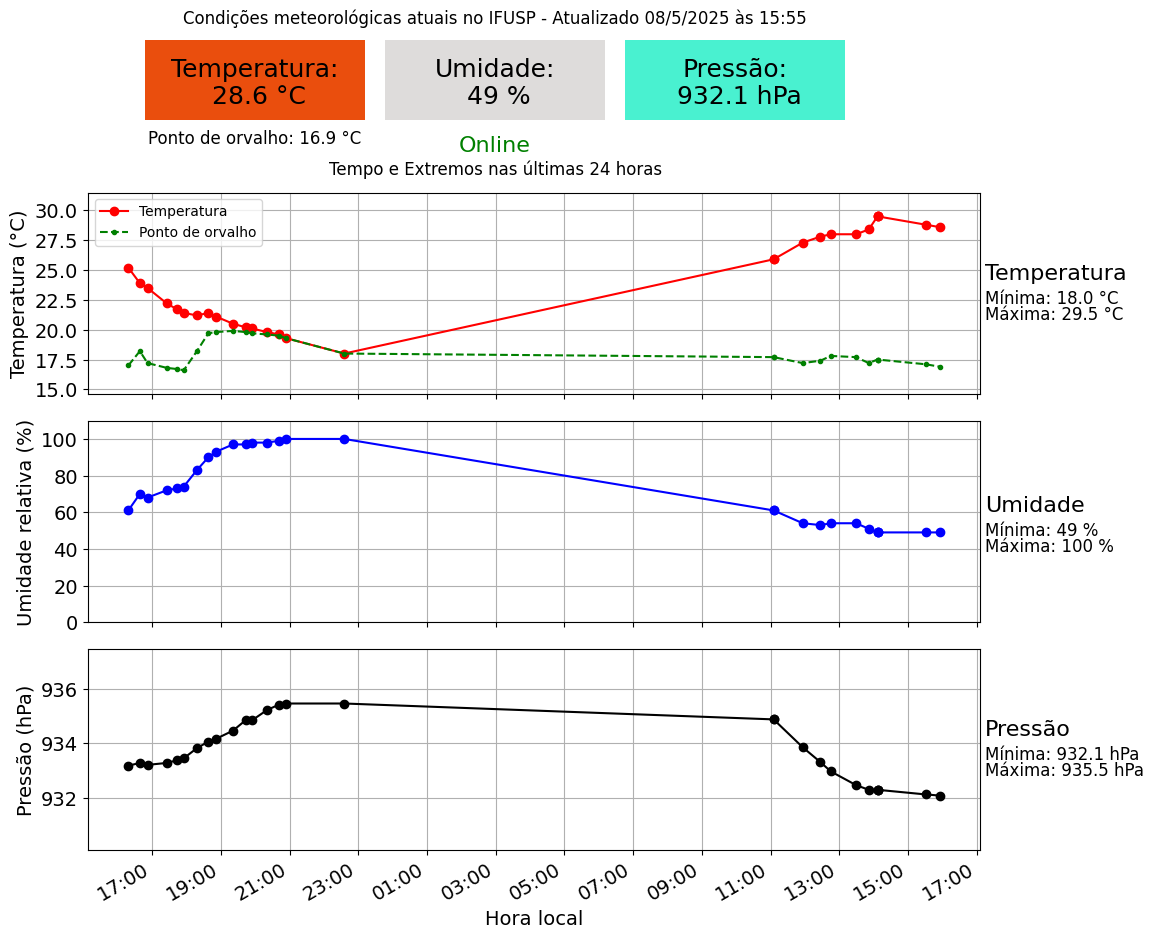 Condições meteorológicas atuais no IFUSP - Atualizado 08/5/2025 às 15:55
Temperatura:
28.6 °C
Umidade:
49 %
Pressão:
932.1 hPa
Ponto de orvalho: 16.9 °C
Online
Tempo e Extremos nas últimas 24 horas
Temperatura (°C)
30.0
27.5
25.0
22.5
20.0
17.5
15.0
Temperatura
Ponto de orvalho
Temperatura
Mínima: 18.0 °C
Máxima: 29.5 °C
Umidade relativa (%)
100
80
60
40
20
0
Umidade
Mínima: 49 %
Máxima: 100 %
Pressão (hPa)
936
934
932
Pressão
Mínima: 932.1 hPa
Máxima: 935.5 hPa
17:00 19:00 21:00 23:00 01:00 03:00 05:00 07:00 09:00 11:00 13:00 15:00 17:00
Hora local